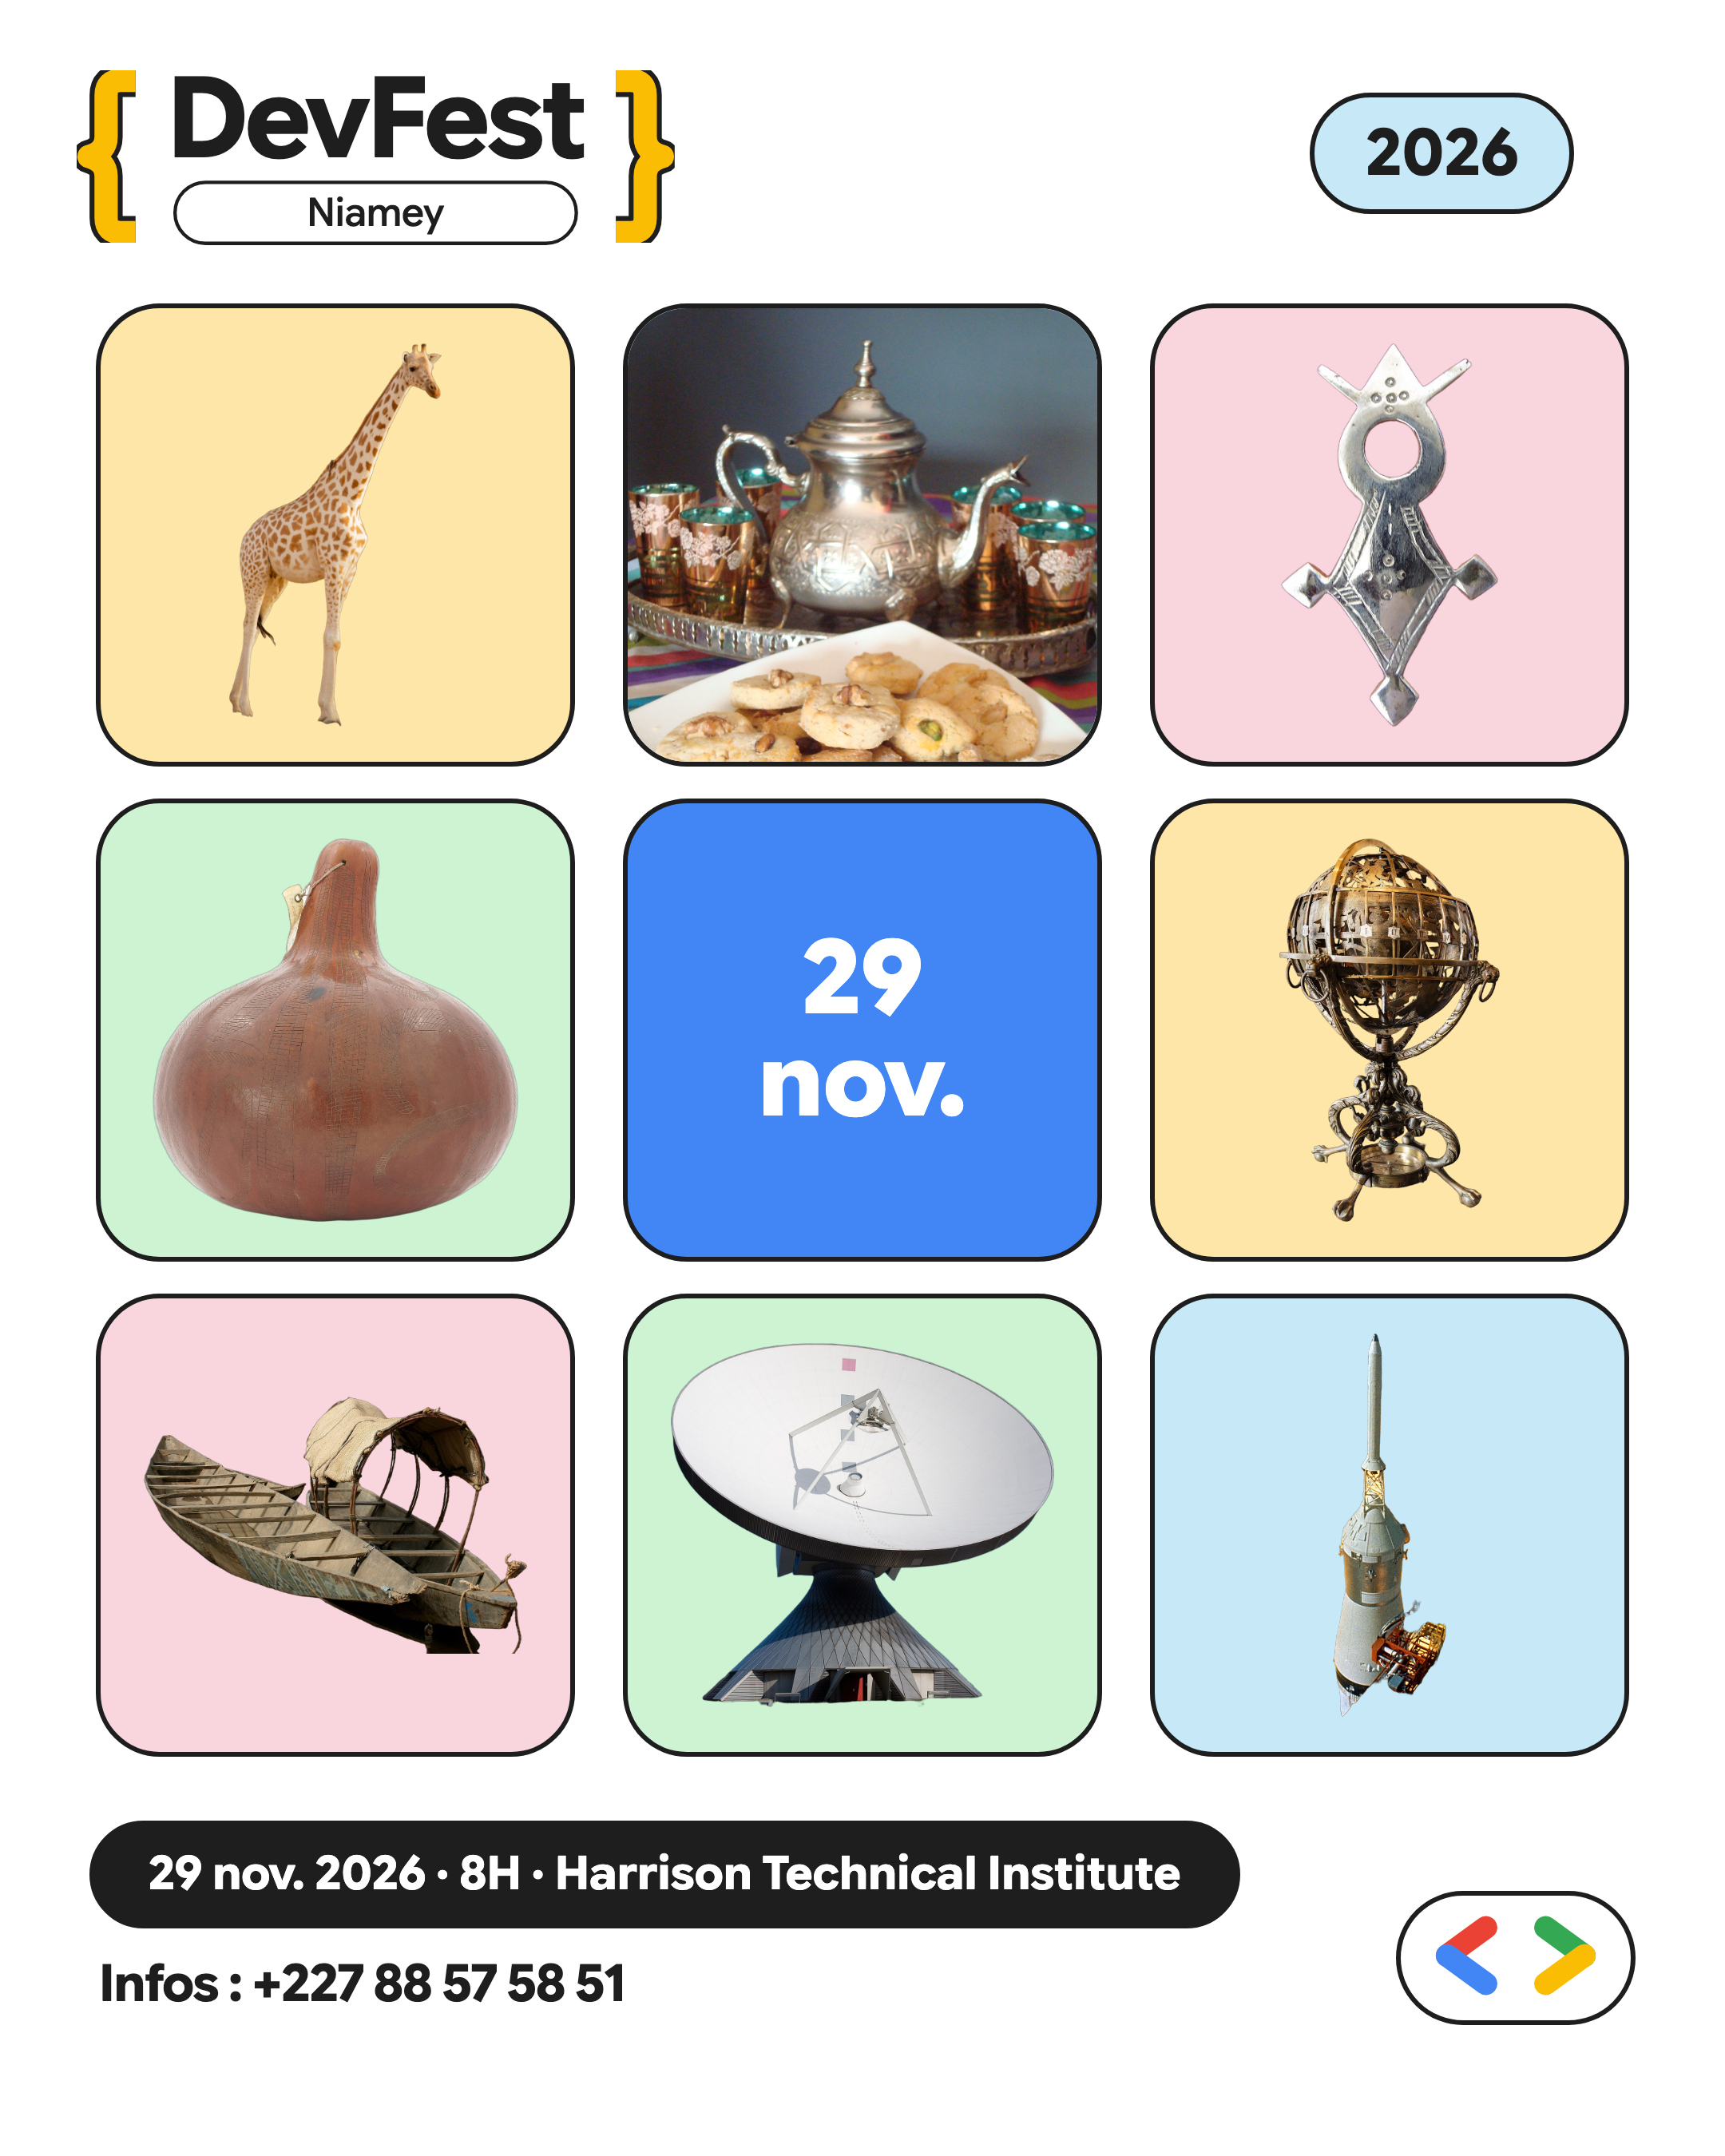 DevFest
Niamey
2026
29
nov.
29 nov. 2026 · 8H · Harrison Technical Institute
Infos : +227 88 57 58 51